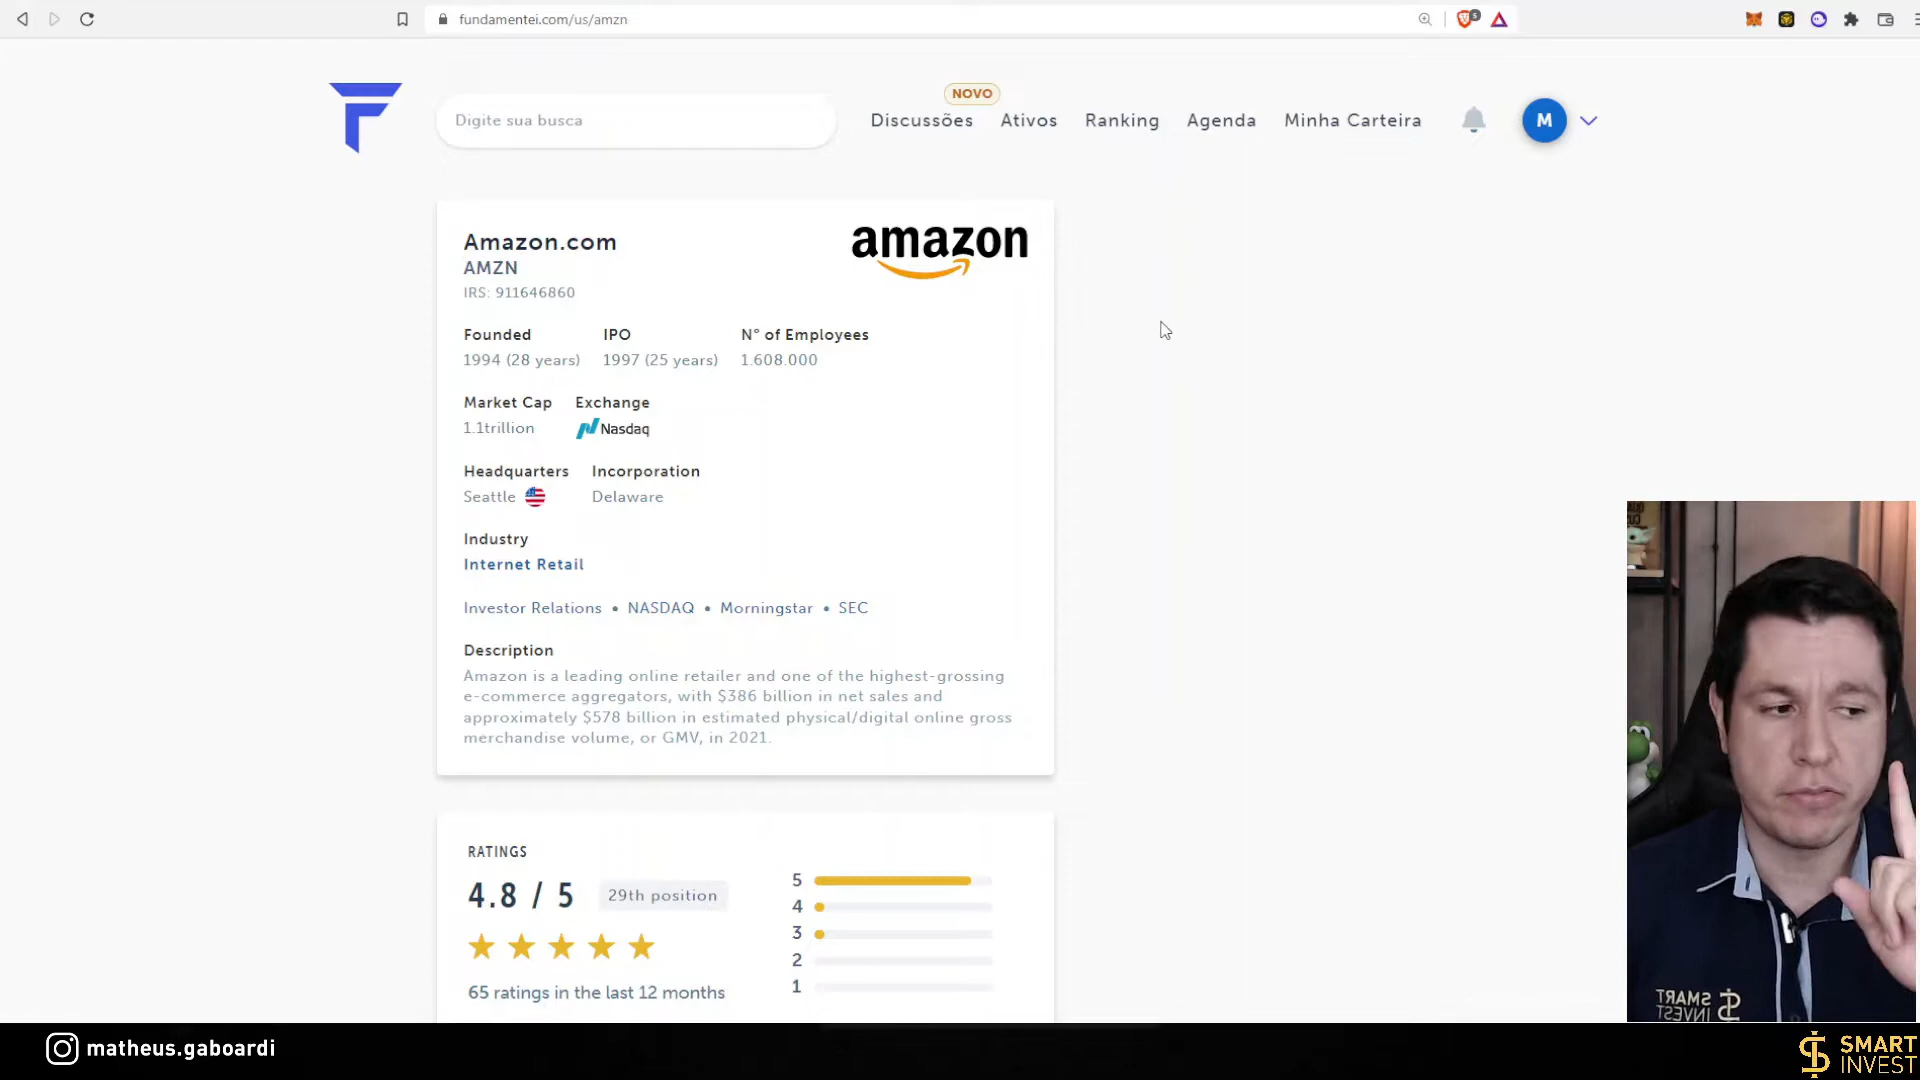 fundamentei.com/us/amzn
5
NOVO
Digite sua busca
Discussões Ativos Ranking Agenda Minha Carteira
M
Amazon.com
AMZN
IRS: 911646860
amazon
Founded IPO N° of Employees
1994 (28 years) 1997 (25 years) 1.608.000
Market Cap Exchange
1.1trillion Nasdaq
Headquarters Incorporation
Seattle Delaware
Industry
Internet Retail
Investor Relations • NASDAQ • Morningstar • SEC
Description
Amazon is a leading online retailer and one of the highest-grossing
e-commerce aggregators, with $386 billion in net sales and
approximately $578 billion in estimated physical/digital online gross
merchandise volume, or GMV, in 2021.
RATINGS
4.8 / 5 29th position
65 ratings in the last 12 months
5
4
3
2
1
SMART
INVEST
matheus.gaboardi
SMART
INVEST